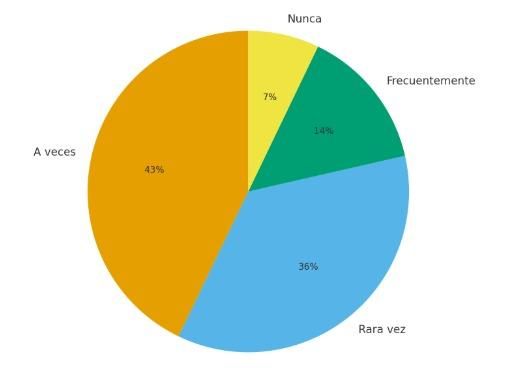 Nunca
Frecuentemente
7%
14%
A veces
43%
36%
Rara vez